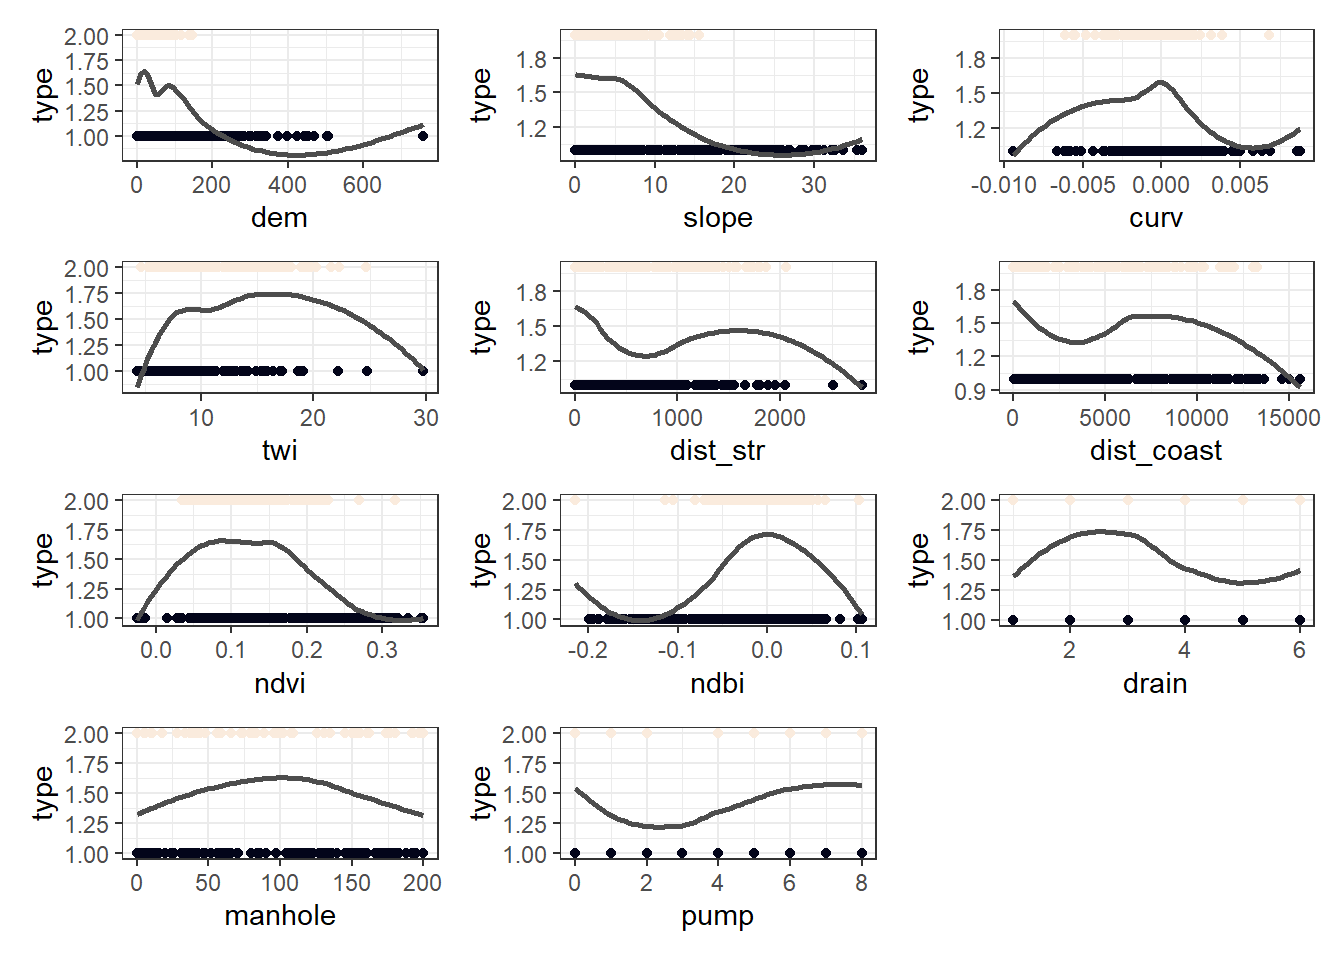 type
2.00
1.75
1.50
1.25
1.00
0 200 400 600
dem
type
1.8
1.5
1.2
0 10 20 30
slope
type
1.8
1.5
1.2
-0.010 -0.005 0.000 0.005
curv
type
2.00
1.75
1.50
1.25
1.00
10 20 30
twi
type
1.8
1.5
1.2
0 1000 2000
dist_str
type
1.8
1.5
1.2
0.9
0 5000 10000 15000
dist_coast
type
2.00
1.75
1.50
1.25
1.00
0.0 0.1 0.2 0.3
ndvi
type
2.00
1.75
1.50
1.25
1.00
-0.2 -0.1 0.0 0.1
ndbi
type
2.00
1.75
1.50
1.25
1.00
2 4 6
drain
type
2.00
1.75
1.50
1.25
1.00
0 50 100 150 200
manhole
type
2.00
1.75
1.50
1.25
1.00
0 2 4 6 8
pump